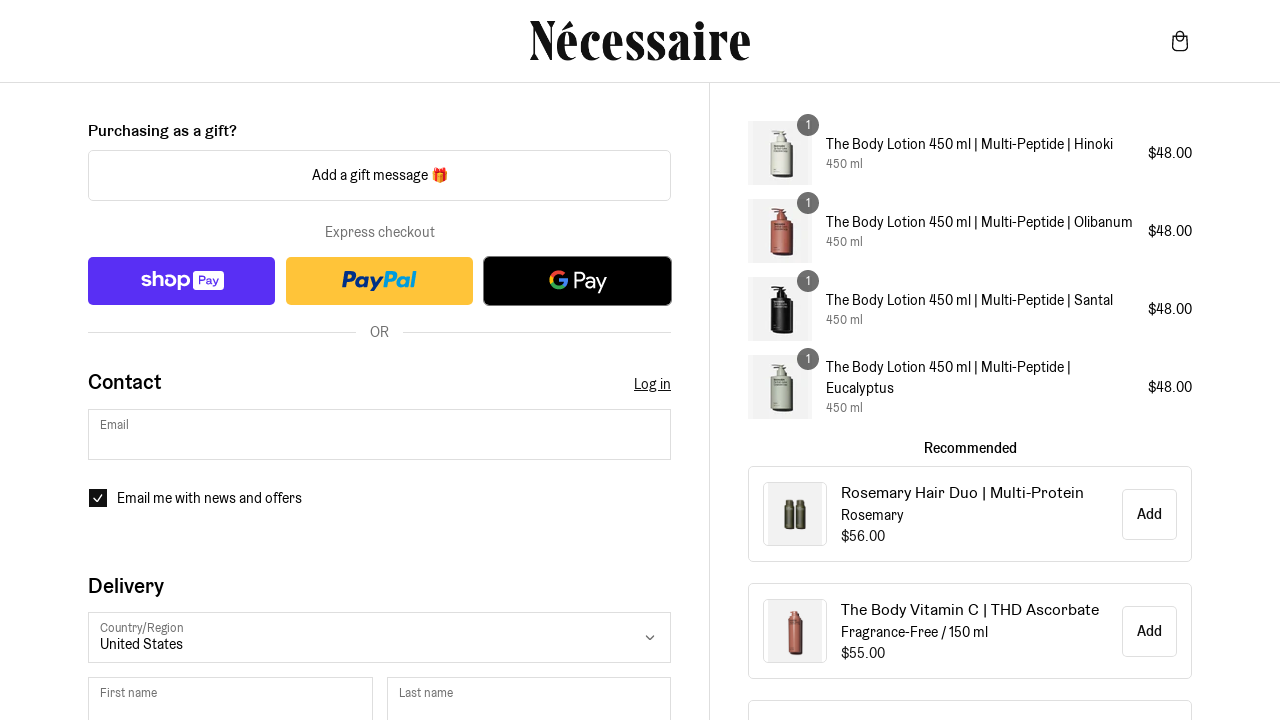 Nécessaire
Purchasing as a gift?
Add a gift message 🎁
Express checkout
shop Pay
PayPal
G Pay
OR
Contact
Log in
Email
Email me with news and offers
Delivery
Country/Region
United States
First name
Last name
1
The Body Lotion 450 ml | Multi-Peptide | Hinoki
450 ml
$48.00
1
The Body Lotion 450 ml | Multi-Peptide | Olibanum
450 ml
$48.00
1
The Body Lotion 450 ml | Multi-Peptide | Santal
450 ml
$48.00
1
The Body Lotion 450 ml | Multi-Peptide |
Eucalyptus
450 ml
$48.00
Recommended
Rosemary Hair Duo | Multi-Protein
Rosemary
$56.00
Add
The Body Vitamin C | THD Ascorbate
Fragrance-Free / 150 ml
$55.00
Add